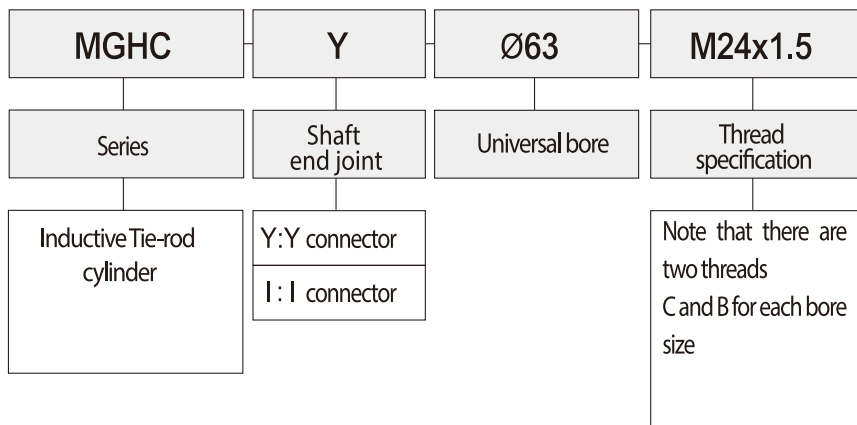 MGHC Y Ø63 M24x1.5
Series
Shaft
end joint
Universal bore
Thread
specification
Inductive Tie-rod
cylinder
Y:Y connector
I:I connector
Note that there are
two threads
C and B for each bore
size